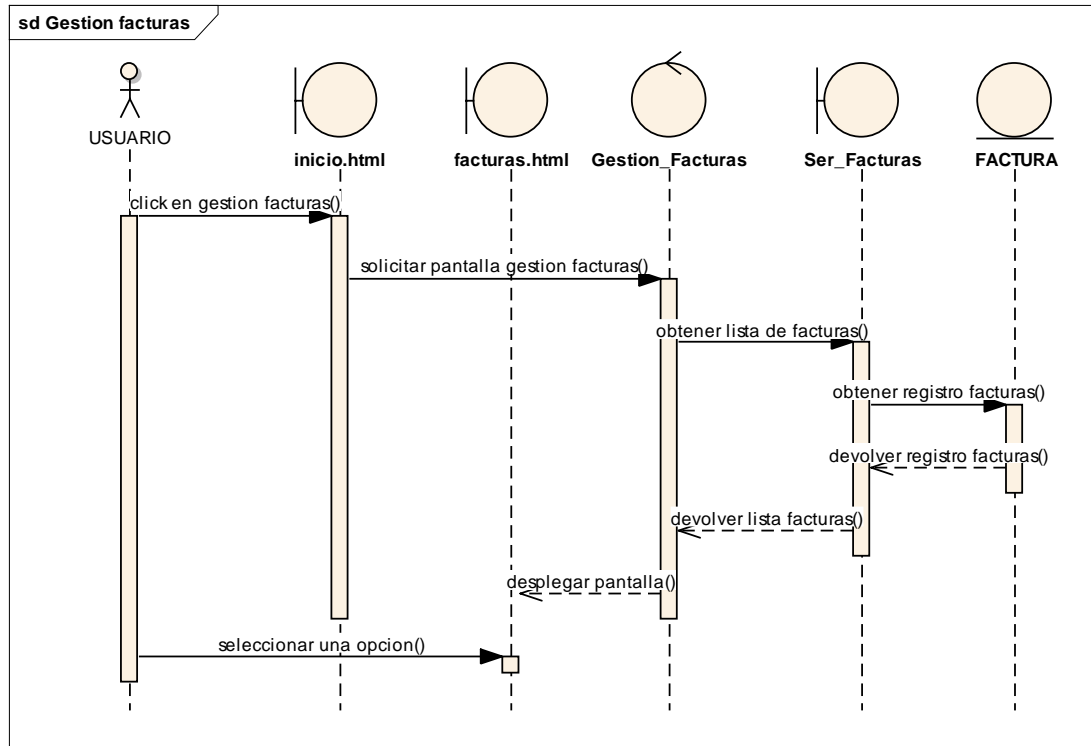 sd Gestion facturas
USUARIO
inicio.html
facturas.html
Gestion_Facturas
Ser_Facturas
FACTURA
click en gestion facturas()
solicitar pantalla gestion facturas()
obtener lista de facturas()
obtener registro facturas()
devolver registro facturas()
devolver lista facturas()
desplegar pantalla()
seleccionar una opcion()